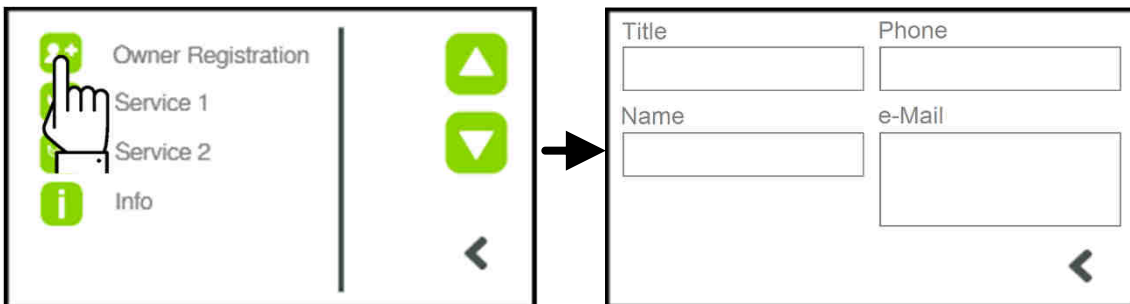 Owner Registration
Service 1
Service 2
i Info
Title
Phone
Name
e-Mail